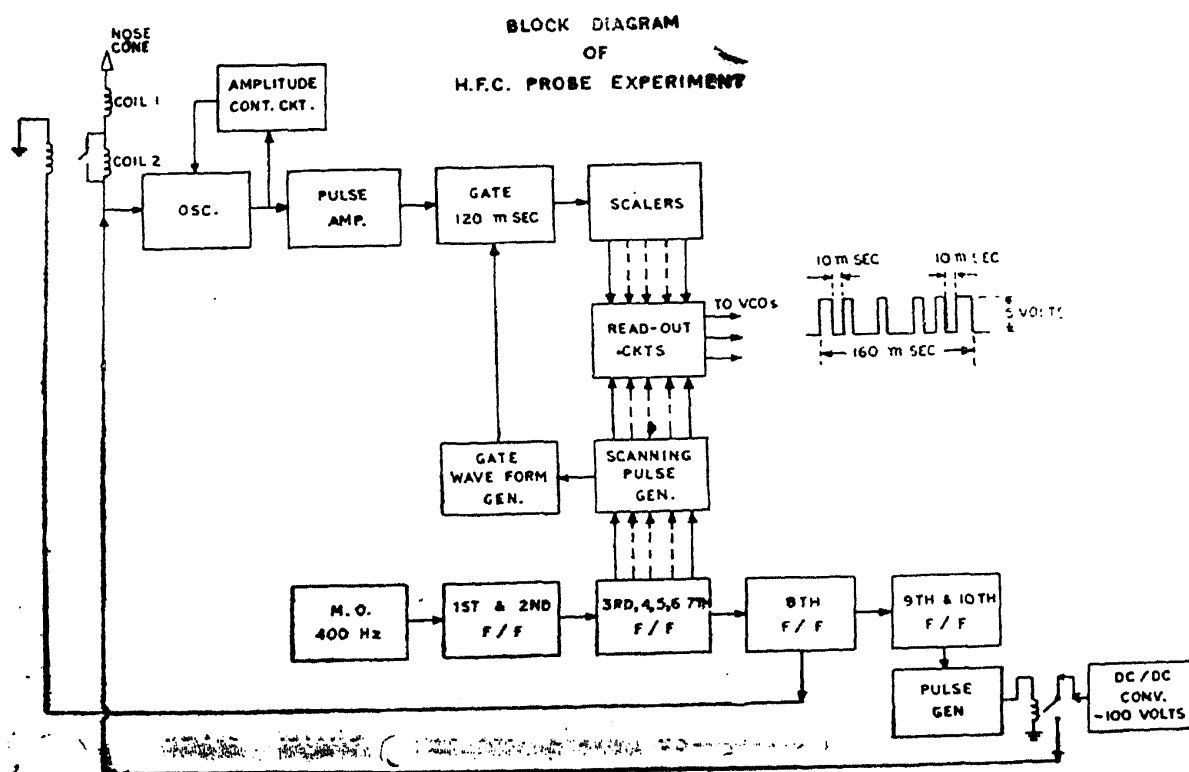 BLOCK DIAGRAM
OF
H.F.C. PROBE EXPERIMENT
NOSE
CONE
COIL 1
COIL 2
AMPLITUDE
CONT. CKT.
OSC.
PULSE
AMP.
GATE
120 m SEC
SCALERS
10 m SEC
10 m SEC
TO VCOs
READ-OUT
CKTS
5 VOLTS
160 m SEC
GATE
WAVE FORM
GEN.
SCANNING
PULSE
GEN.
M.O.
400 Hz
1ST & 2ND
F/F
3RD,4,5,6 7TH
F/F
8TH
F/F
9TH & 10TH
F/F
PULSE
GEN
DC/DC
CONV.
-100 VOLTS